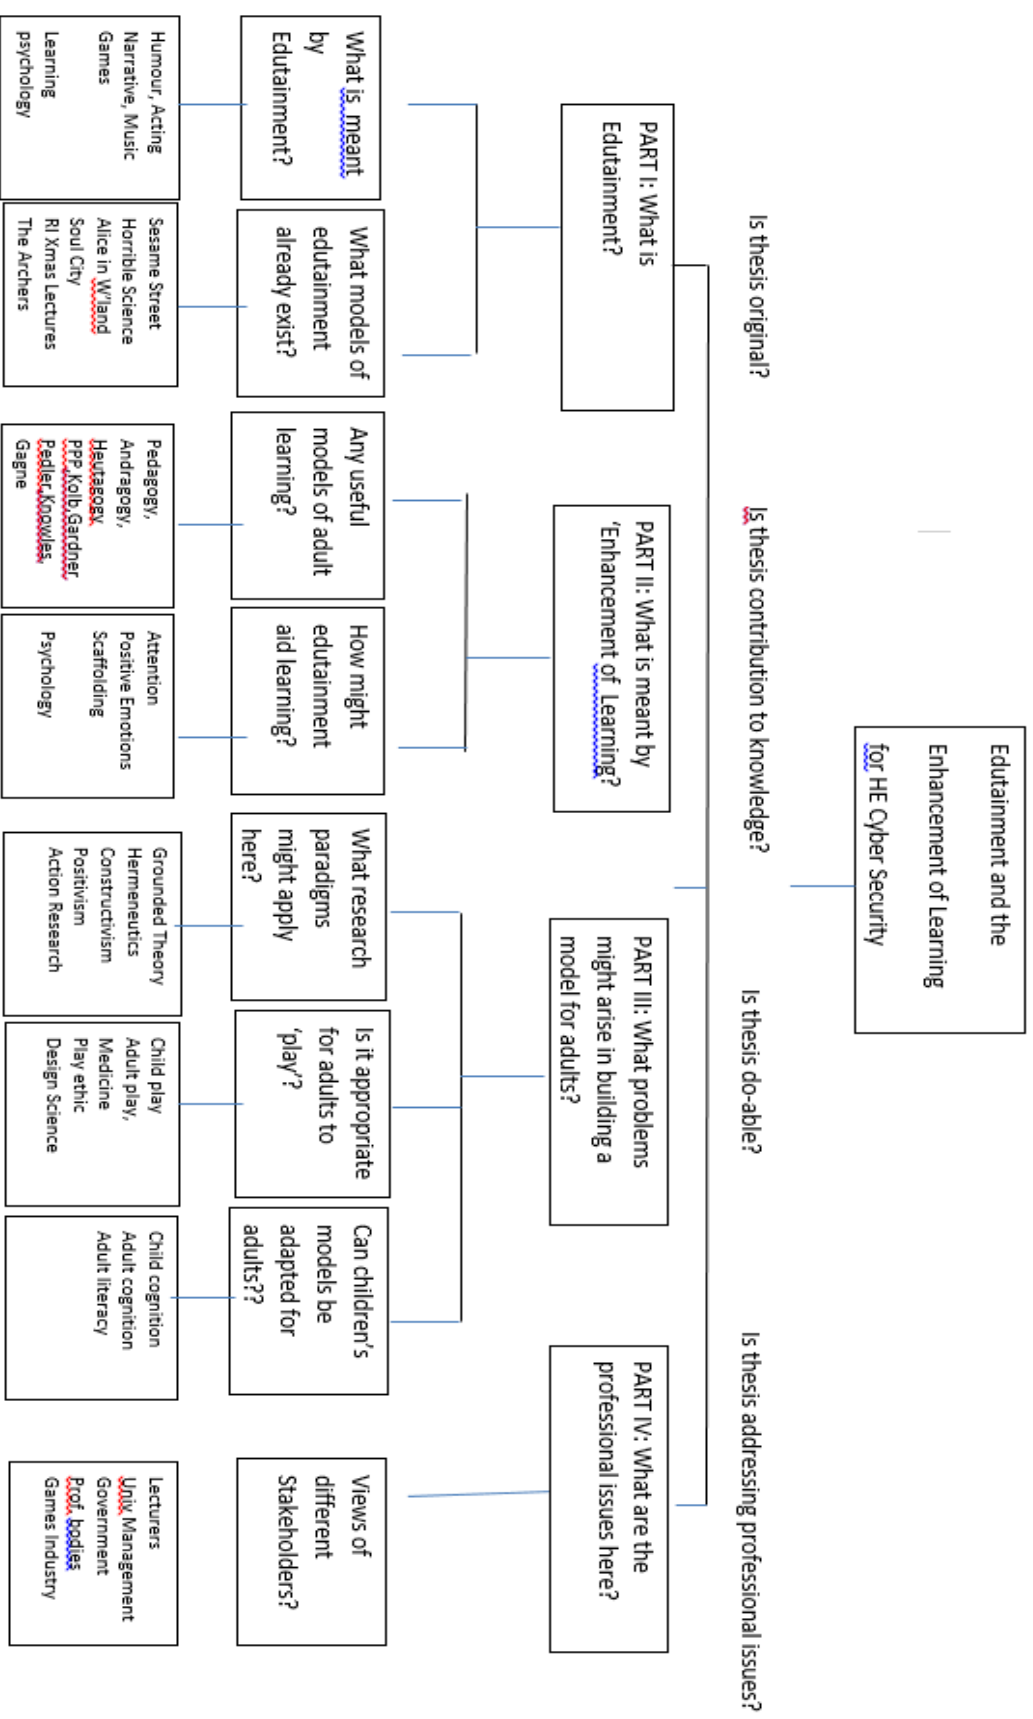 Edutainment and the
Enhancement of Learning
for HE Cyber Security
Is thesis original?
Is thesis contribution to knowledge?
Is thesis do-able?
Is thesis addressing professional issues?
PART I: What is
Edutainment?
PART II: What is meant by
‘Enhancement of Learning?
PART III: What problems
might arise in building a
model for adults?
PART IV: What are the
professional issues here?
What is meant
by
Edutainment?
What models of
edutainment
already exist?
Any useful
models of adult
learning?
How might
edutainment
aid learning?
What research
paradigms
might apply
here?
Is it appropriate
for adults to
‘play’?
Can children’s
models be
adapted for
adults??
Views of
different
Stakeholders?
Humour, Acting
Narrative, Music
Games
Learning
psychology
Sesame Street
Horrible Science
Alice in W’land
Soul City
RI Xmas Lectures
The Archers
Pedagogy,
Andragogy,
Heutagogy
PPP,Kolb,Gardner
Pedler,Knowles,
Gagne
Attention
Positive Emotions
Scaffolding
Psychology
Grounded Theory
Hermeneutics
Constructivism
Positivism
Action Research
Child play
Adult play,
Medicine
Play ethic
Design Science
Child cognition
Adult cognition
Adult literacy
Lecturers
Univ Management
Government
Prof. bodies
Games Industry